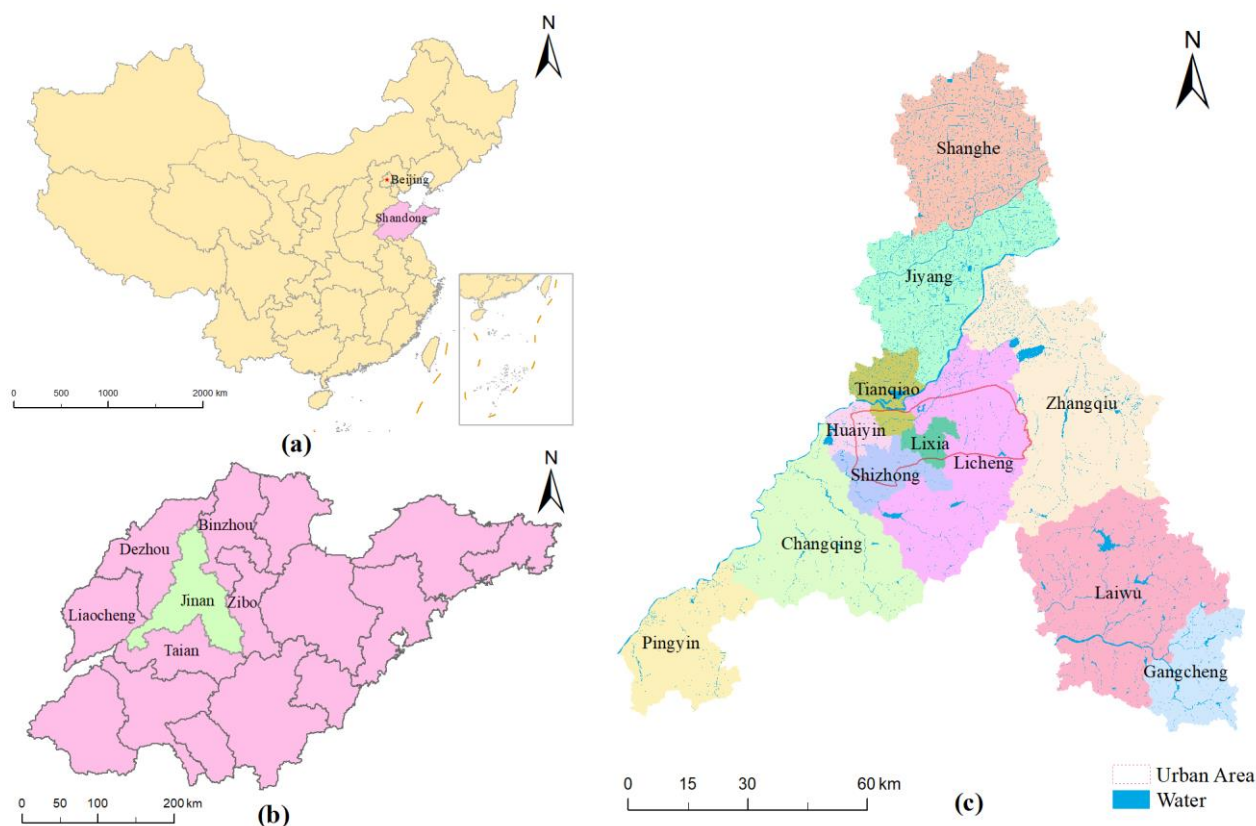 N
Beijing
Shandong
0 500 1000 2000 km
(a)
N
Binzhou
Dezhou
Jinan
Zibo
Liaocheng
Taian
0 50 100 200 km
(b)
N
Shanghe
Jiyang
Tianqiao
Zhangqiu
Huaiyin
Lixia
Licheng
Shizhong
Changqing
Laiwu
Pingyin
Gangcheng
0 15 30 60 km
Urban Area
Water
(c)